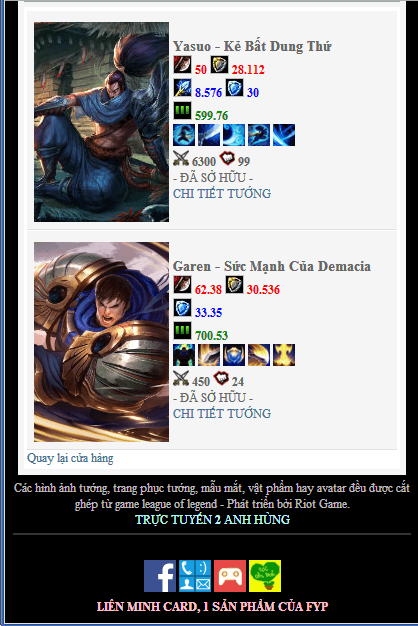 Yasuo - Kẻ Bất Dung Thứ
50 28.112
8.576 30
599.76
6300 99
- ĐÃ SỞ HỮU -
CHI TIẾT TƯỚNG
Garen - Sức Mạnh Của Demacia
62.38 30.536
33.35
700.53
450 24
- ĐÃ SỞ HỮU -
CHI TIẾT TƯỚNG
Quay lại cửa hàng
Các hình ảnh tướng, trang phục tướng, mẫu mắt, vật phẩm hay avatar đều được cắt
ghép từ game league of legend - Phát triển bởi Riot Game.
TRỰC TUYẾN 2 ANH HÙNG
LIÊN MINH CARD, 1 SẢN PHẨM CỦA FYP